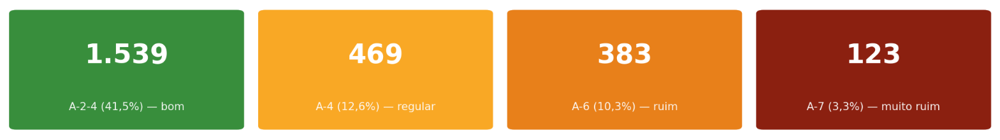 1.539
A-2-4 (41,5%) — bom
469
A-4 (12,6%) — regular
383
A-6 (10,3%) — ruim
123
A-7 (3,3%) — muito ruim